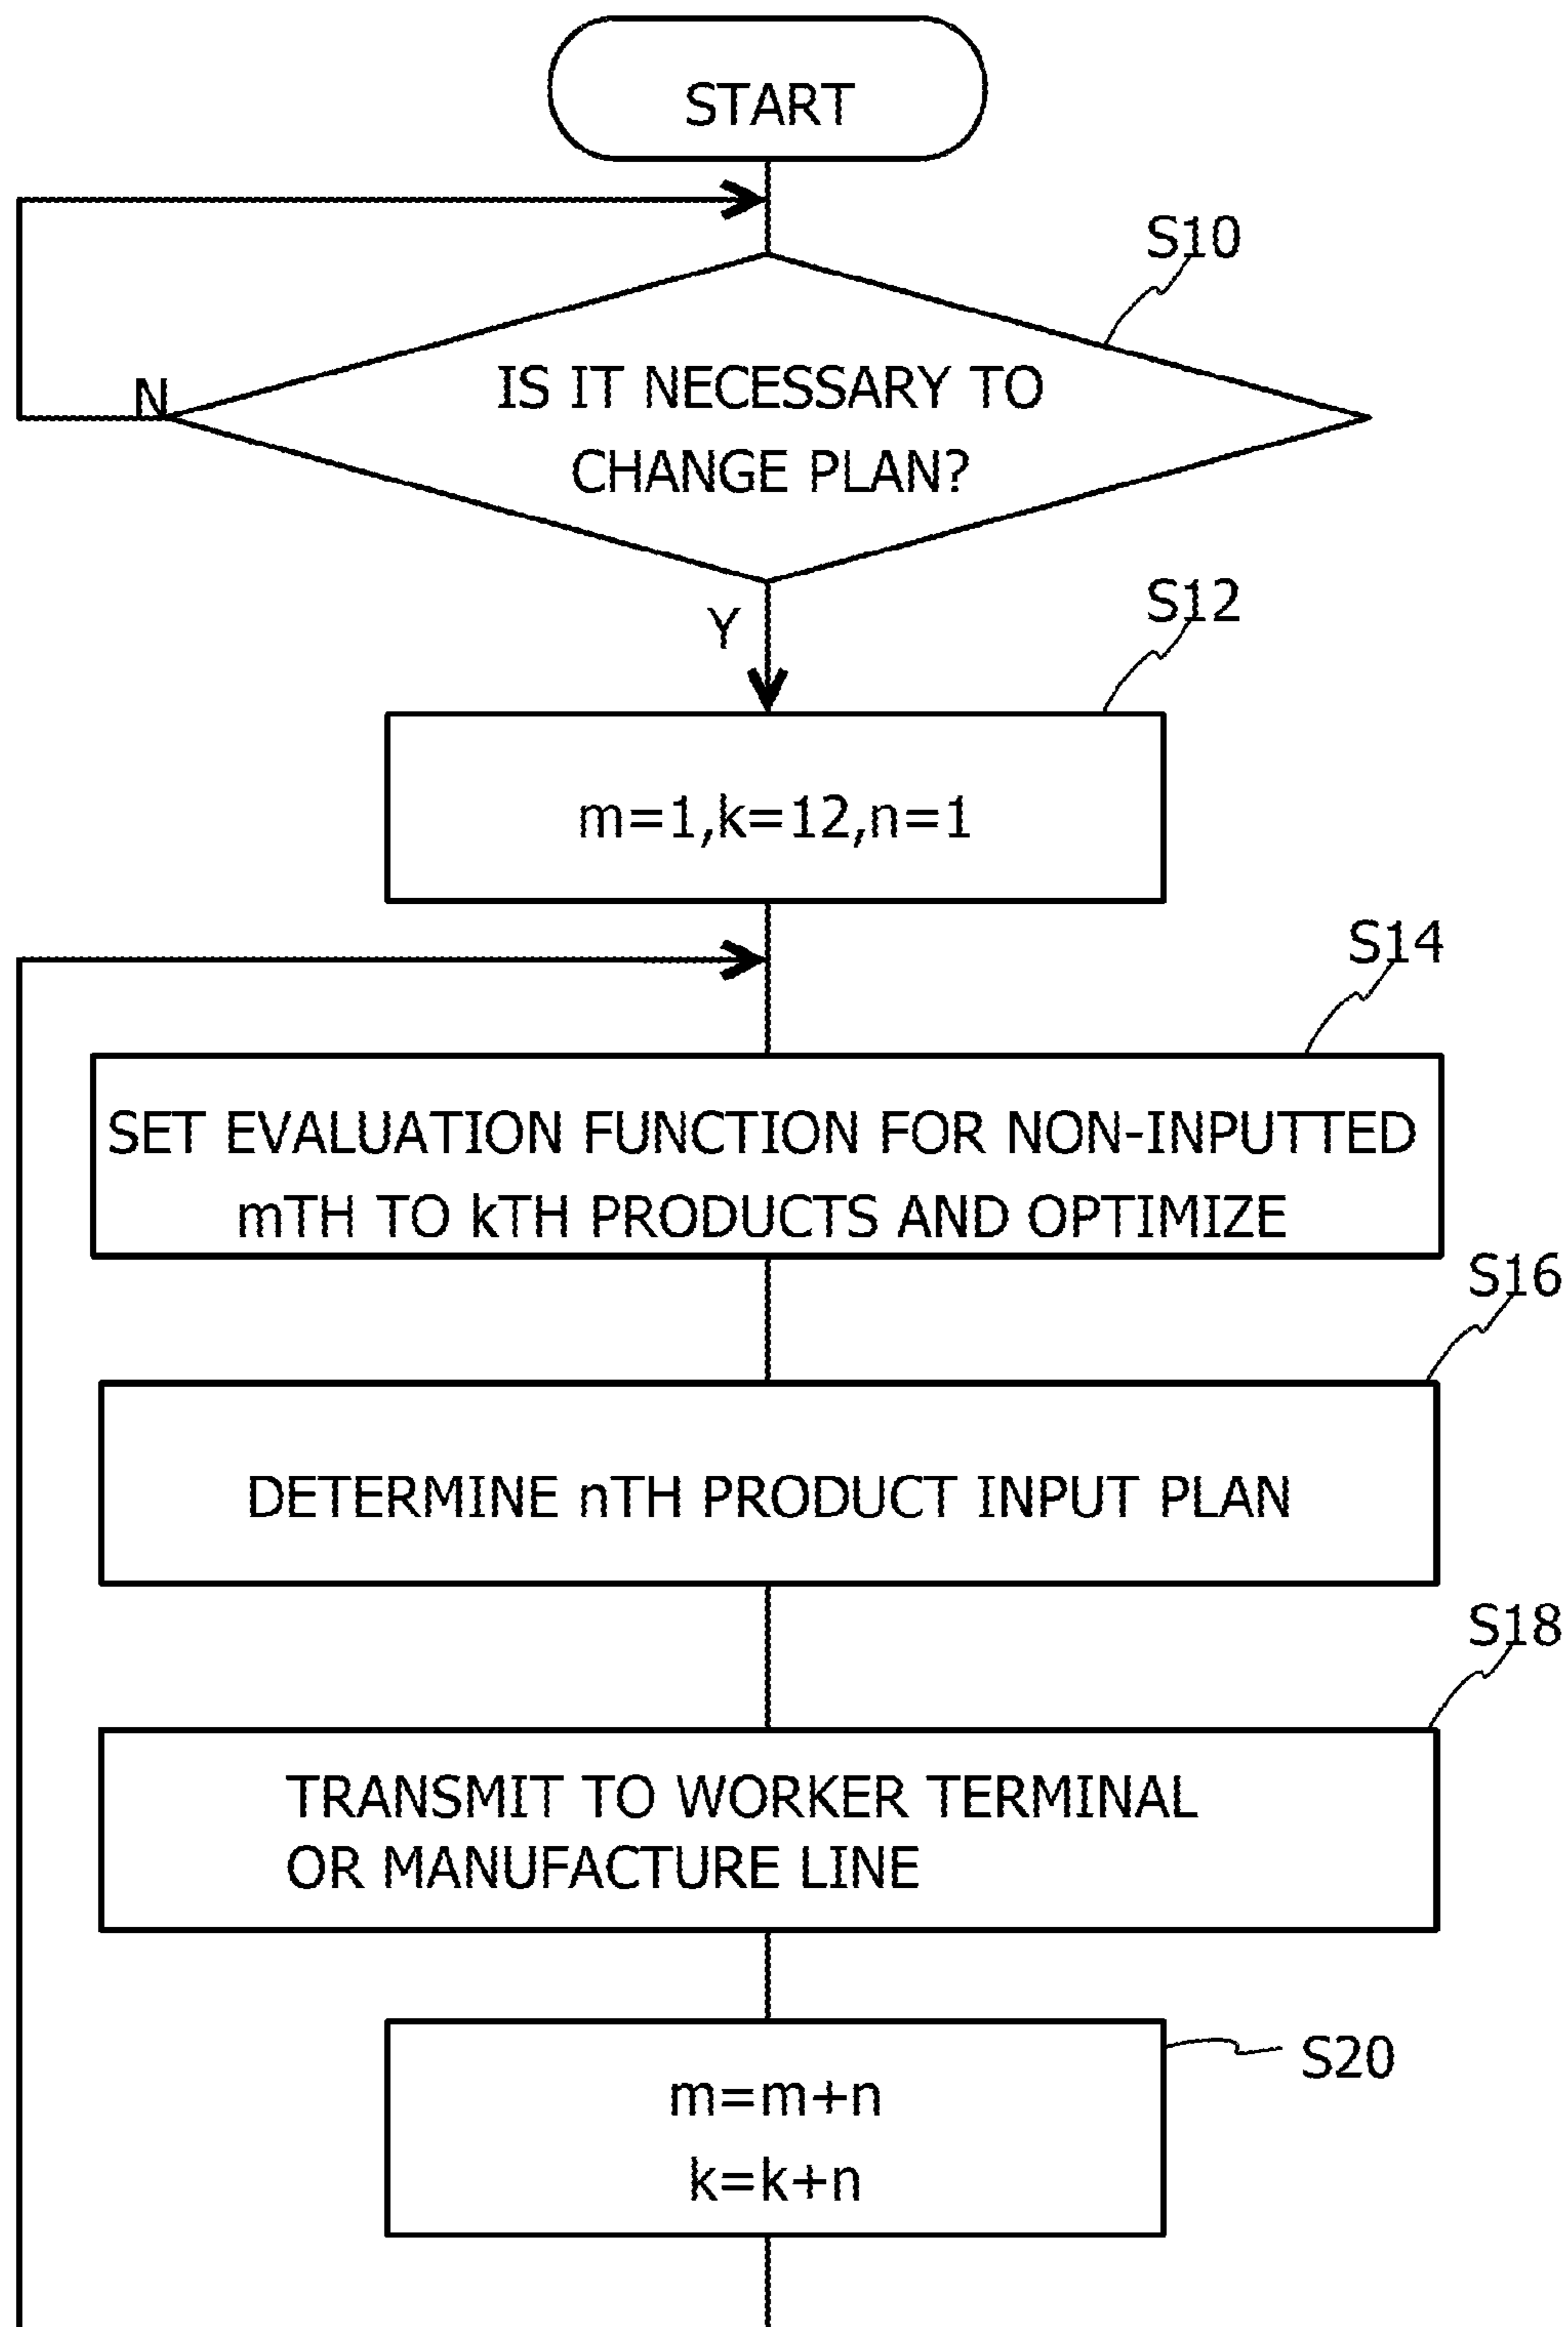 START
S10
IS IT NECESSARY TO
CHANGE PLAN?
N
Y
S12
m=1,k=12,n=1
S14
SET EVALUATION FUNCTION FOR NON-INPUTTED
mTH TO kTH PRODUCTS AND OPTIMIZE
S16
DETERMINE nTH PRODUCT INPUT PLAN
S18
TRANSMIT TO WORKER TERMINAL
OR MANUFACTURE LINE
S20
m=m+n
k=k+n